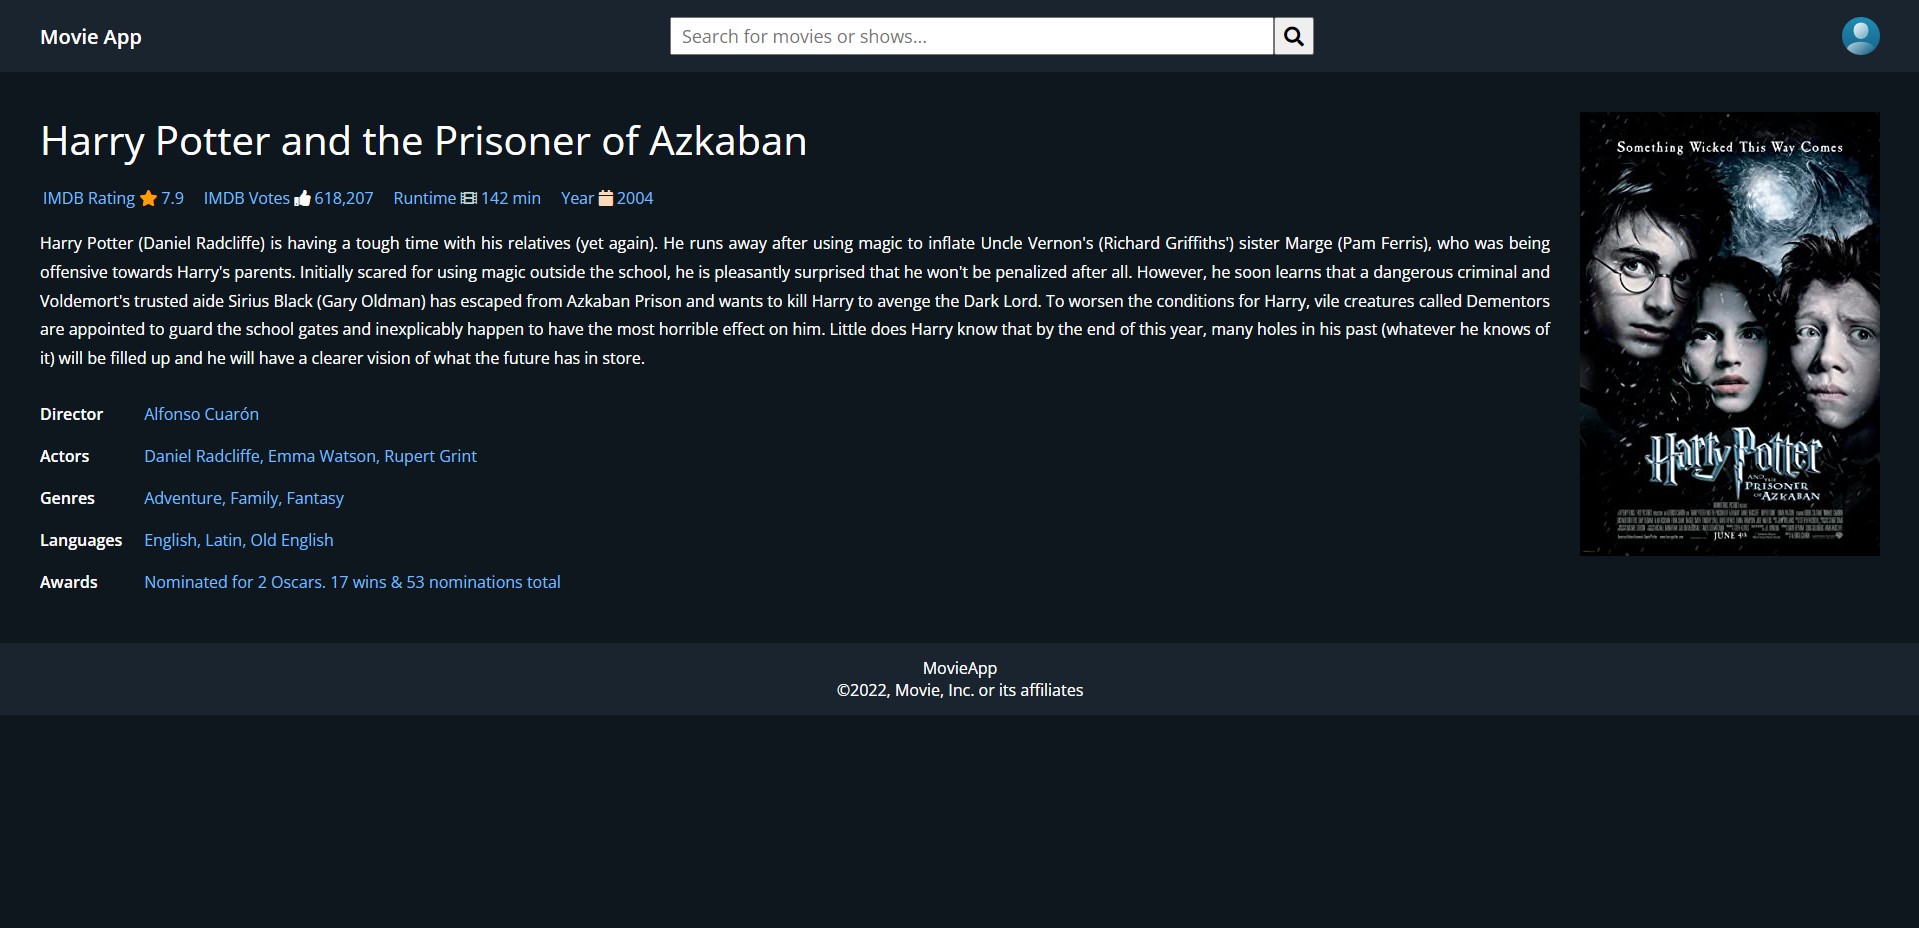 Movie App
Search for movies or shows...
Harry Potter and the Prisoner of Azkaban
IMDB Rating 7.9 IMDB Votes 618,207 Runtime 142 min Year 2004
Harry Potter (Daniel Radcliffe) is having a tough time with his relatives (yet again). He runs away after using magic to inflate Uncle Vernon's (Richard Griffiths') sister Marge (Pam Ferris), who was being
offensive towards Harry's parents. Initially scared for using magic outside the school, he is pleasantly surprised that he won't be penalized after all. However, he soon learns that a dangerous criminal and
Voldemort's trusted aide Sirius Black (Gary Oldman) has escaped from Azkaban Prison and wants to kill Harry to avenge the Dark Lord. To worsen the conditions for Harry, vile creatures called Dementors
are appointed to guard the school gates and inexplicably happen to have the most horrible effect on him. Little does Harry know that by the end of this year, many holes in his past (whatever he knows of
it) will be filled up and he will have a clearer vision of what the future has in store.
Director Alfonso Cuarón
Actors Daniel Radcliffe, Emma Watson, Rupert Grint
Genres Adventure, Family, Fantasy
Languages English, Latin, Old English
Awards Nominated for 2 Oscars. 17 wins & 53 nominations total
Something Wicked This Way Comes
Harry Potter
AND THE
PRISONER
OF AZKABAN
JUNE 4th
MovieApp
©2022, Movie, Inc. or its affiliates